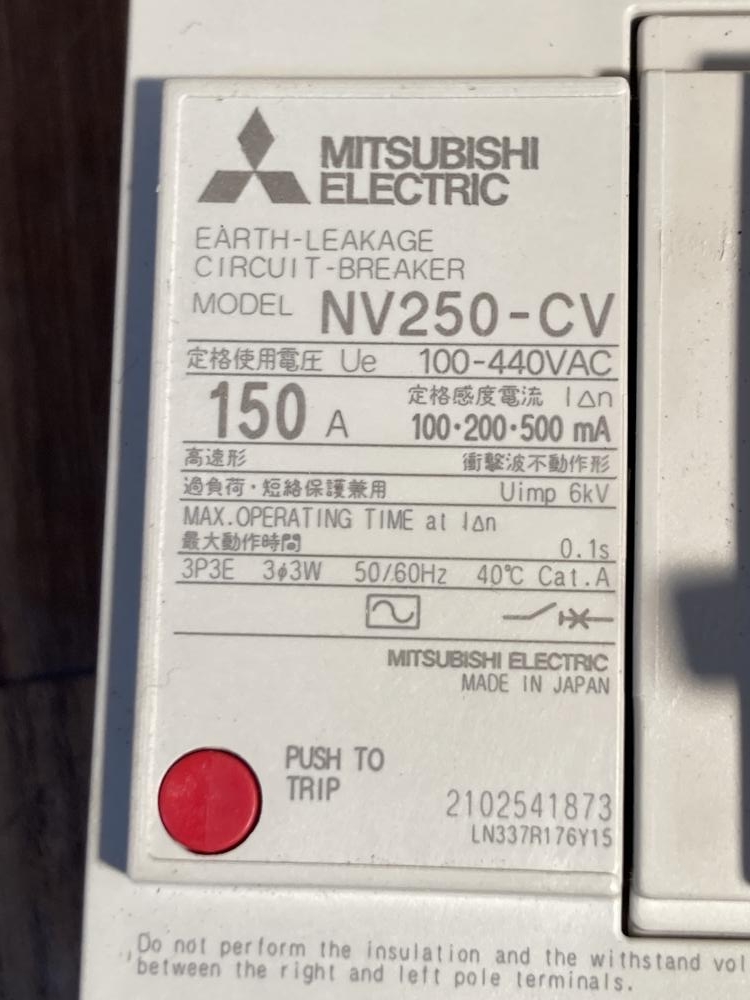 MITSUBISHI
ELECTRIC
EARTH-LEAKAGE
CIRCUIT-BREAKER
MODEL NV250-CV
定格使用電圧 Ue 100-440VAC
150 A 定格感度電流 I△n
100・200・500 mA
高速形 衝撃波不動作形
過負荷・短絡保護兼用 Uimp 6kV
MAX.OPERATING TIME at I△n
最大動作時間 0.1s
3P3E 3φ3W 50/60Hz 40℃ Cat.A
MITSUBISHI ELECTRIC
MADE IN JAPAN
PUSH TO
TRIP
2102541873
LN337R176Y15
Do not perform the insulation and the withstand vol
between the right and left pole terminals.